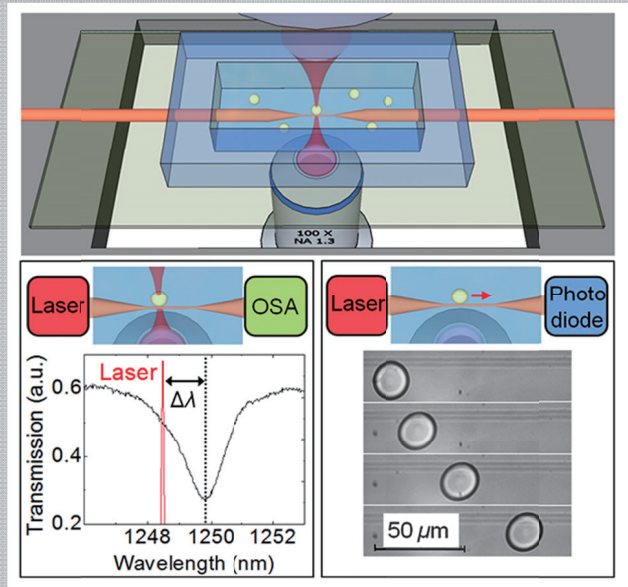 100 X
NA 1.3
Laser
OSA
Laser
Δλ
Transmission (a.u.)
0.6
0.4
0.2
1248
1250
1252
Wavelength (nm)
Laser
Photo
diode
50 μm